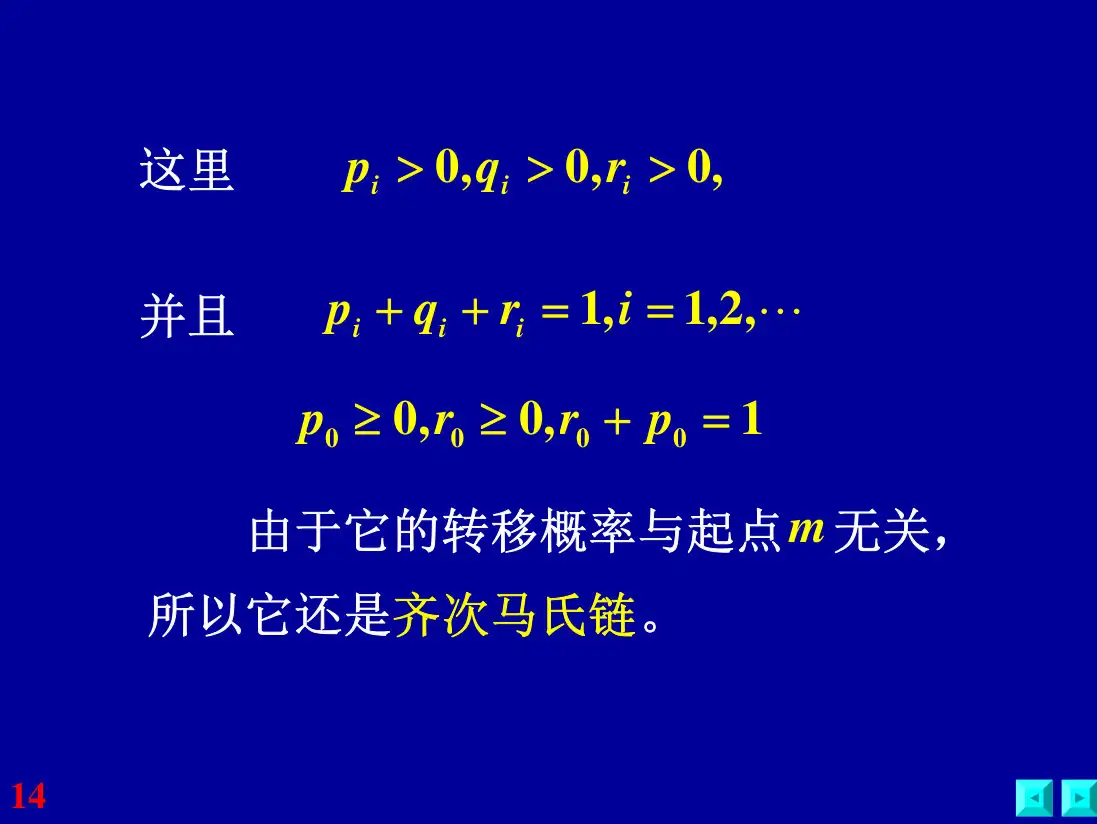 这里 p_i > 0, q_i > 0, r_i > 0,
并且 p_i + q_i + r_i = 1, i = 1,2,⋯
p_0 ≥ 0, r_0 ≥ 0, r_0 + p_0 = 1
由于它的转移概率与起点 m 无关，
所以它还是齐次马氏链。
14